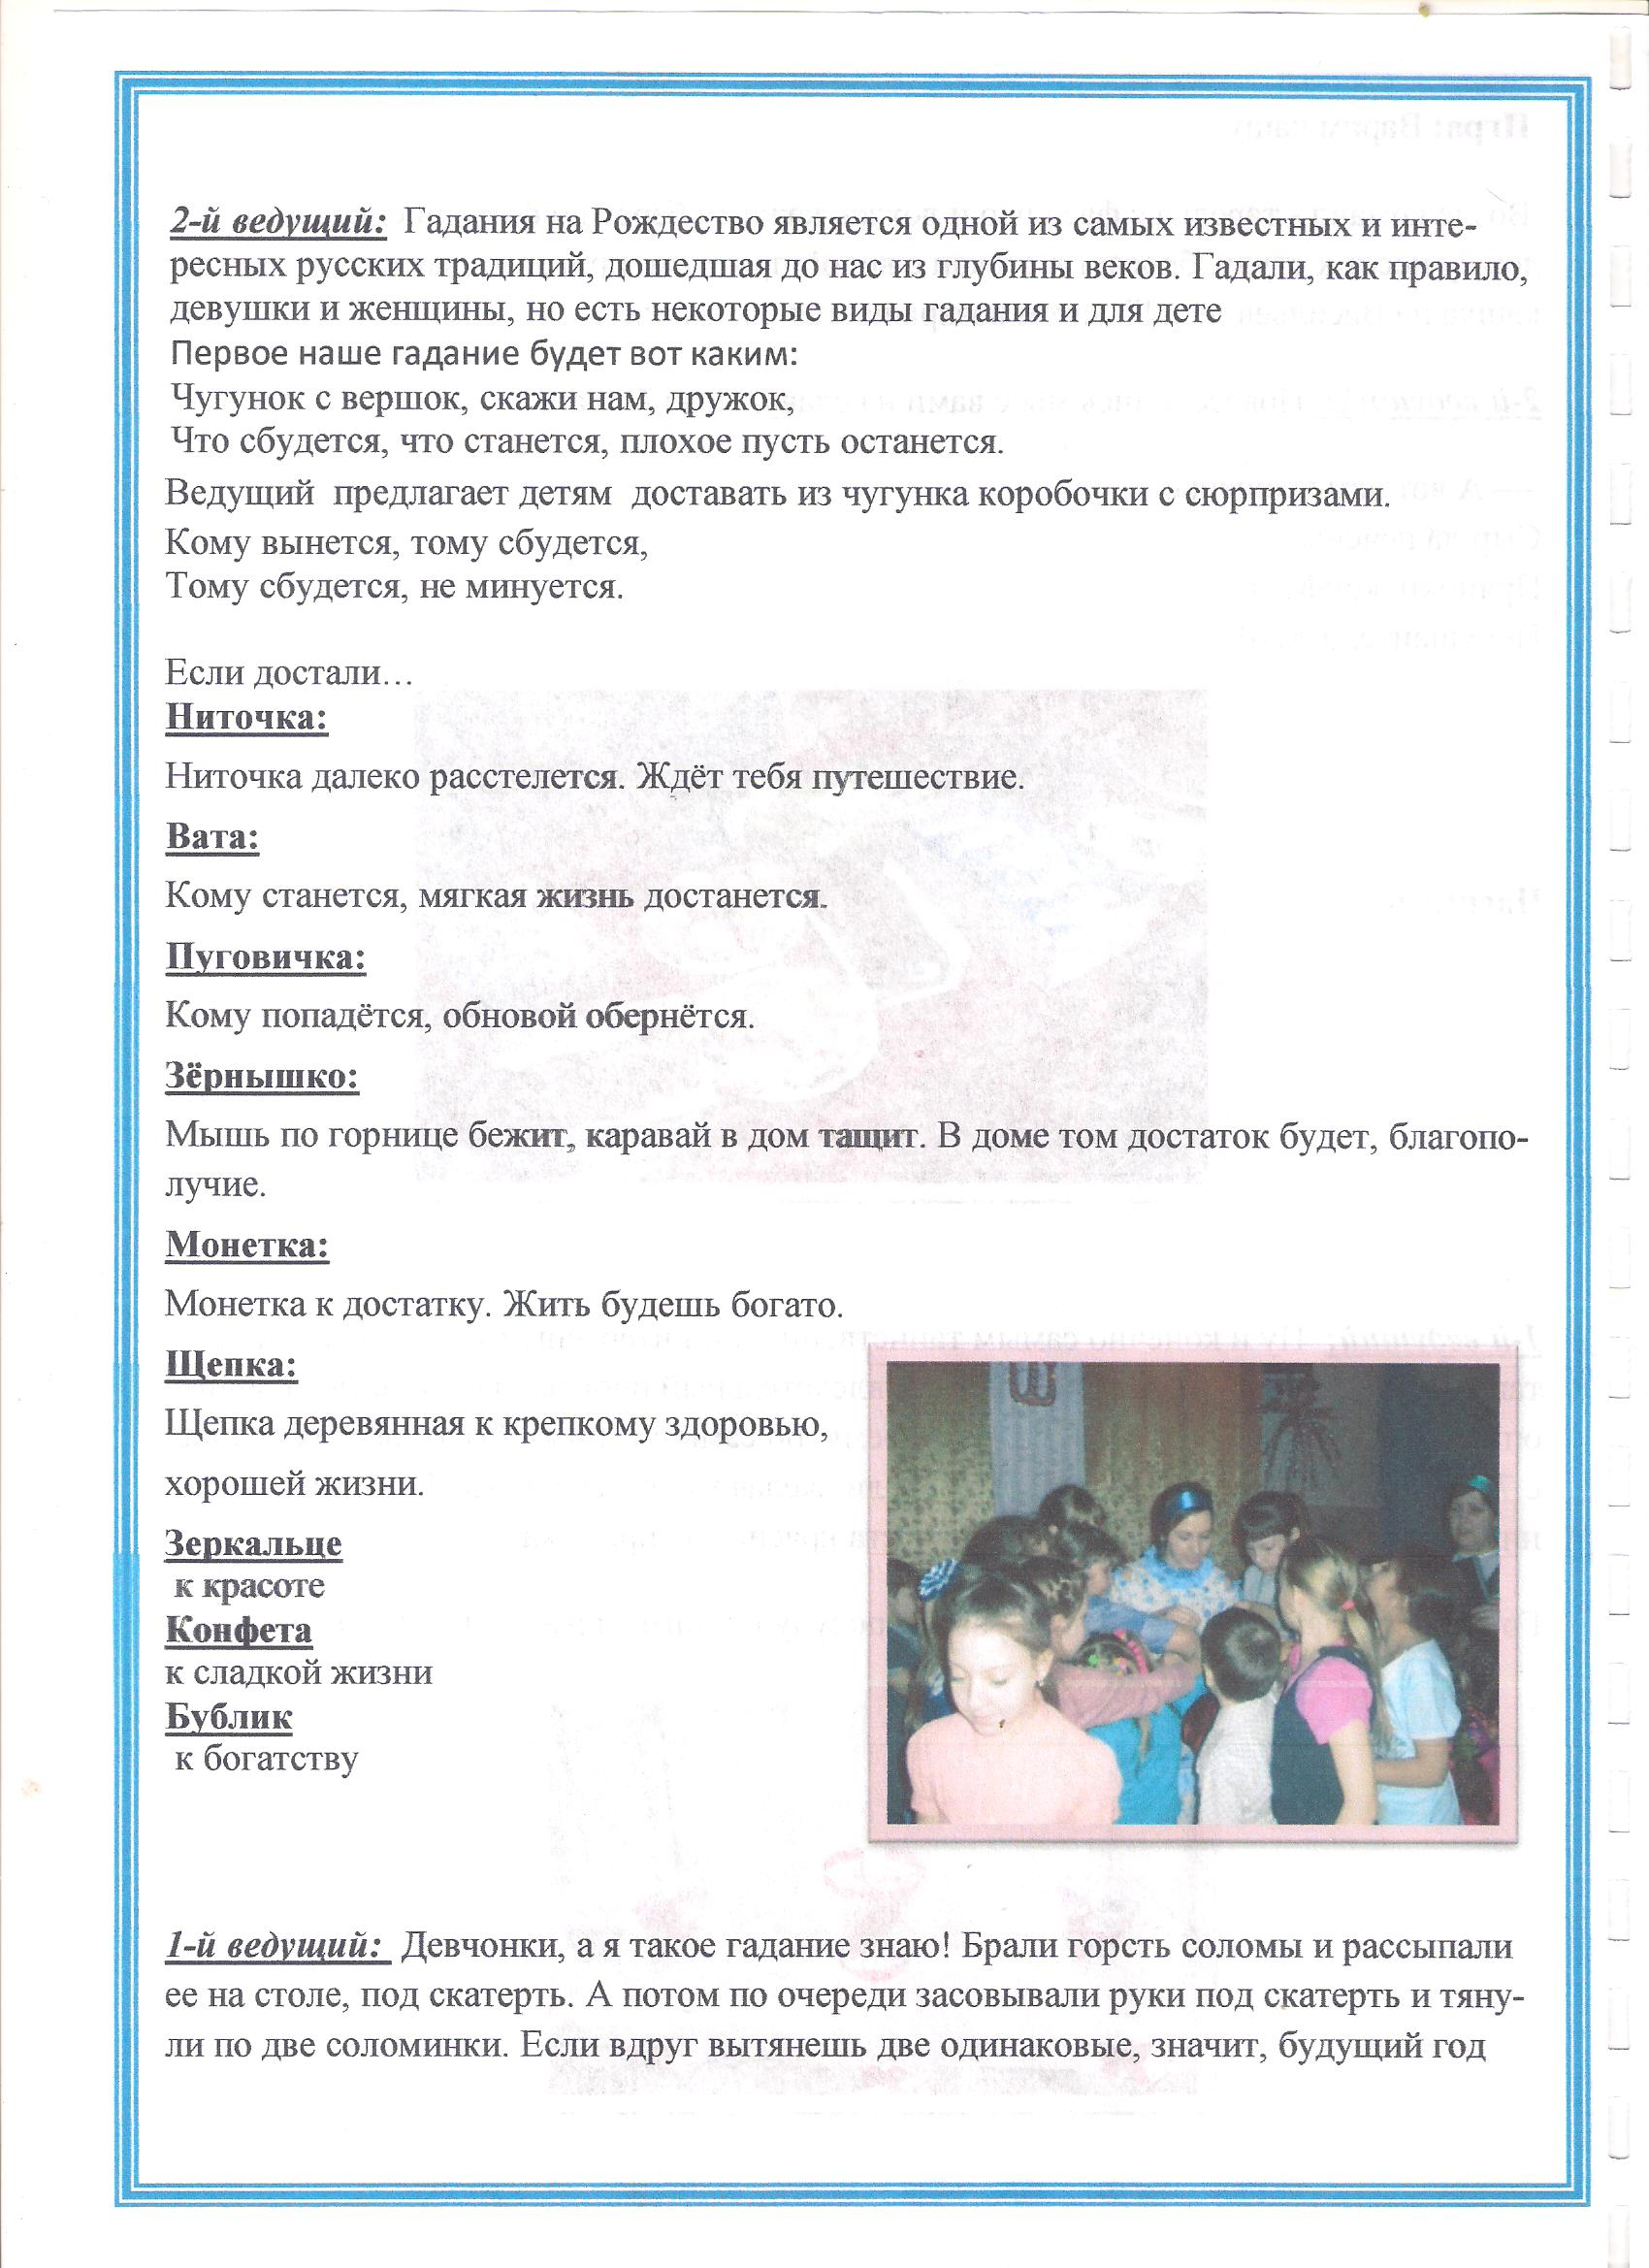 2-й ведущий: Гадания на Рождество является одной из самых известных и инте-
ресных русских традиций, дошедшая до нас из глубины веков. Гадали, как правило,
девушки и женщины, но есть некоторые виды гадания и для дете
Первое наше гадание будет вот каким:
Чугунок с вершок, скажи нам, дружок,
Что сбудется, что станется, плохое пусть останется.
Ведущий предлагает детям доставать из чугунка коробочки с сюрпризами.
Кому вынется, тому сбудется,
Тому сбудется, не минуется.
Если достали…
Ниточка:
Ниточка далеко расстелется. Ждёт тебя путешествие.
Вата:
Кому станется, мягкая жизнь достанется.
Пуговичка:
Кому попадётся, обновой обернётся.
Зёрнышко:
Мышь по горнице бежит, каравай в дом тащит. В доме том достаток будет, благопо-
лучие.
Монетка:
Монетка к достатку. Жить будешь богато.
Щепка:
Щепка деревянная к крепкому здоровью,
хорошей жизни.
Зеркальце
к красоте
Конфета
к сладкой жизни
Бублик
к богатству
1-й ведущий: Девчонки, а я такое гадание знаю! Брали горсть соломы и рассыпали
ее на столе, под скатерть. А потом по очереди засовывали руки под скатерть и тяну-
ли по две соломинки. Если вдруг вытянешь две одинаковые, значит, будущий год